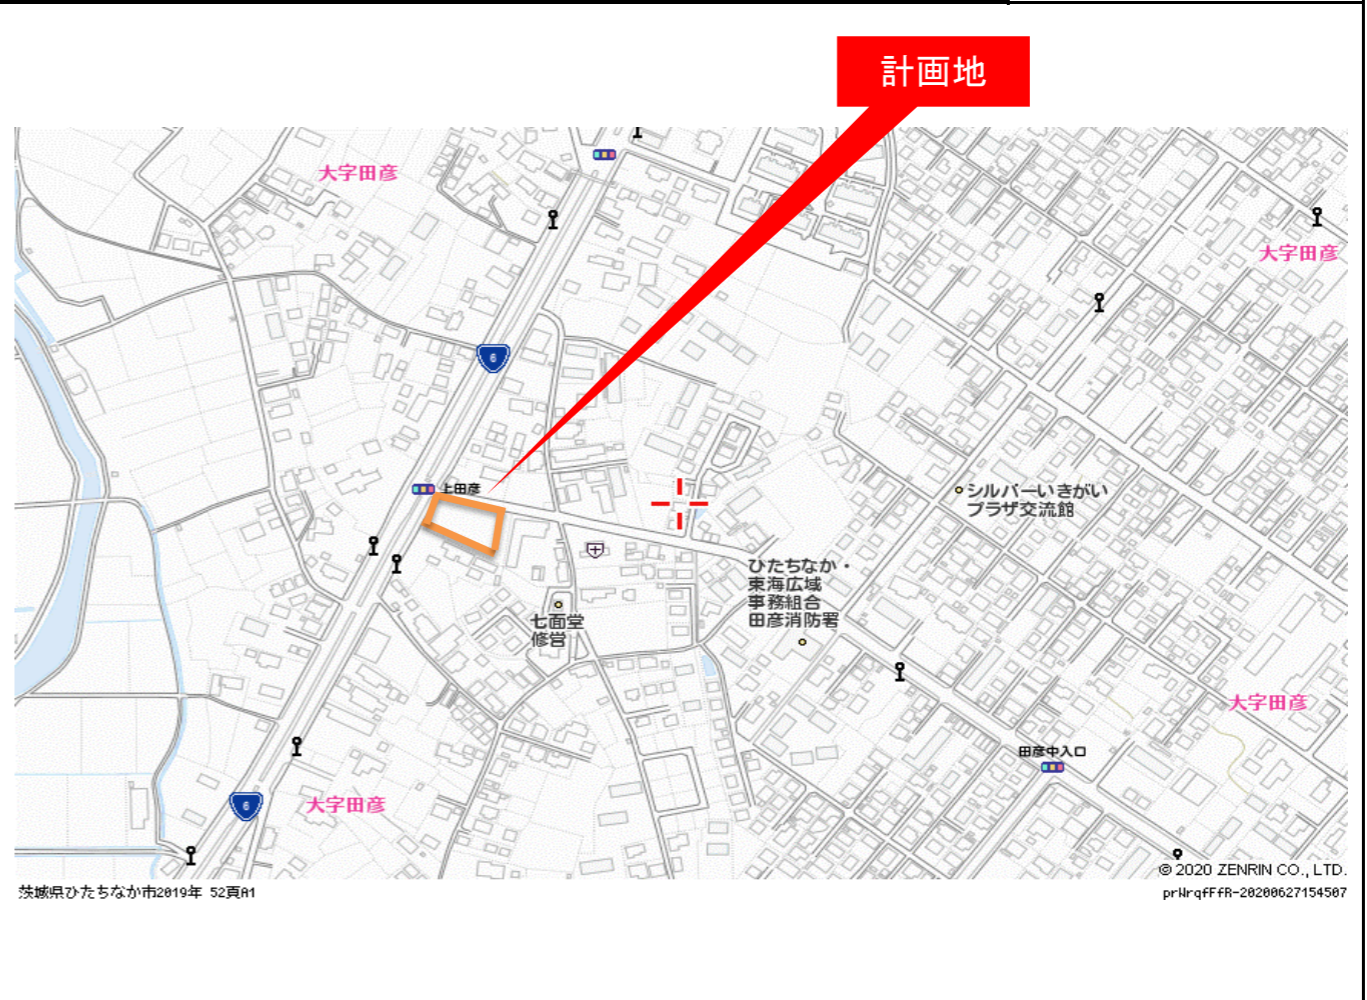 計画地
大字田彦
大字田彦
6
上田彦
シルバーいきがい
プラザ交流館
ひたちなか・
東海広域
事務組合
田彦消防署
七面堂
修営
大字田彦
田彦中入口
6
大字田彦
© 2020 ZENRIN CO., LTD.
茨城県ひたちなか市2019年 52頁A1
prWrqfFfR-20200627154507